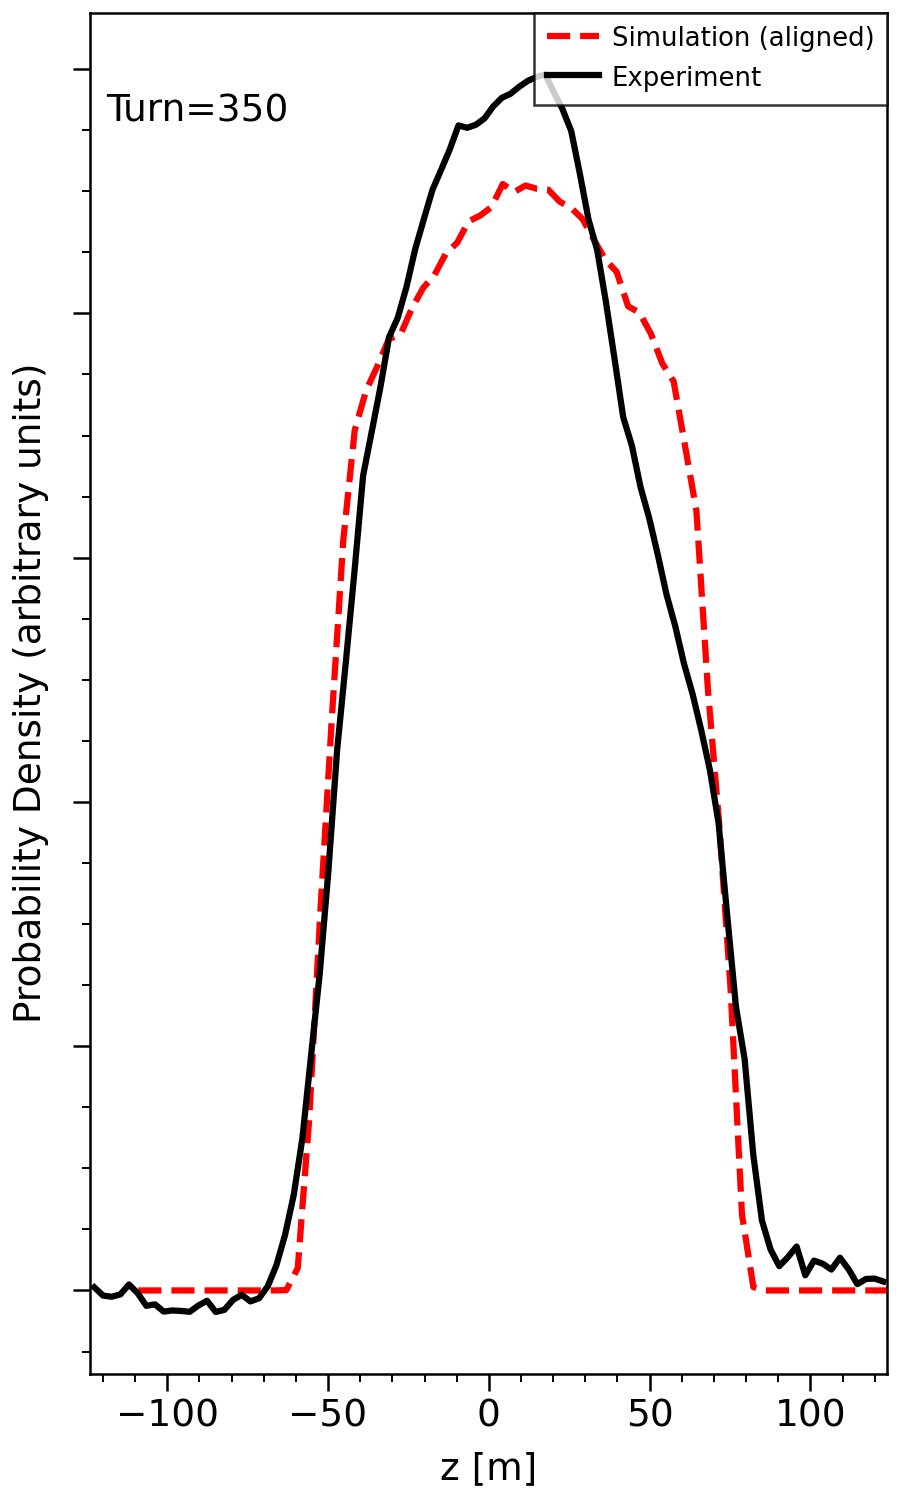 Simulation (aligned)
Experiment
Turn=350
Probability Density (arbitrary units)
−100
−50
0
50
100
z [m]